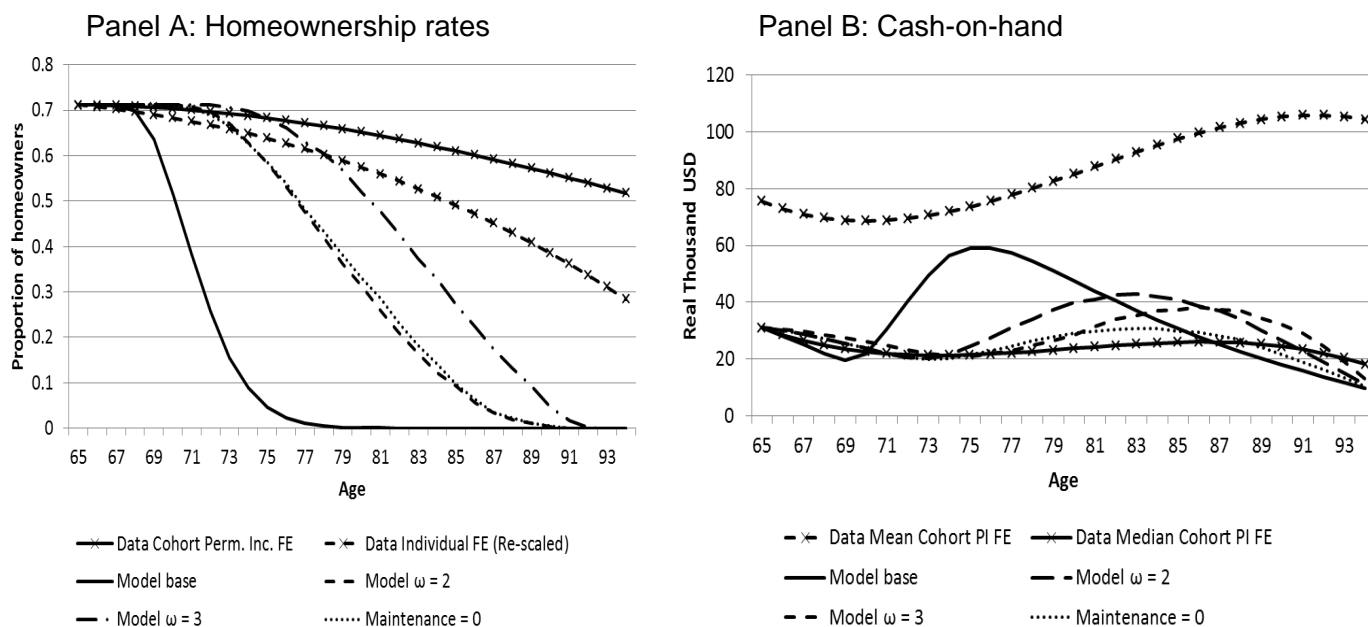 Panel A: Homeownership rates
0.8
0.7
0.6
0.5
0.4
0.3
0.2
0.1
0
Proportion of homeowners
65 67 69 71 73 75 77 79 81 83 85 87 89 91 93
Age
Data Cohort Perm. Inc. FE
Data Individual FE (Re-scaled)
Model base
Model ω = 2
Model ω = 3
Maintenance = 0
Panel B: Cash-on-hand
120
100
80
60
40
20
0
Real Thousand USD
65 67 69 71 73 75 77 79 81 83 85 87 89 91 93
Age
Data Mean Cohort PI FE
Data Median Cohort PI FE
Model base
Model ω = 2
Model ω = 3
Maintenance = 0